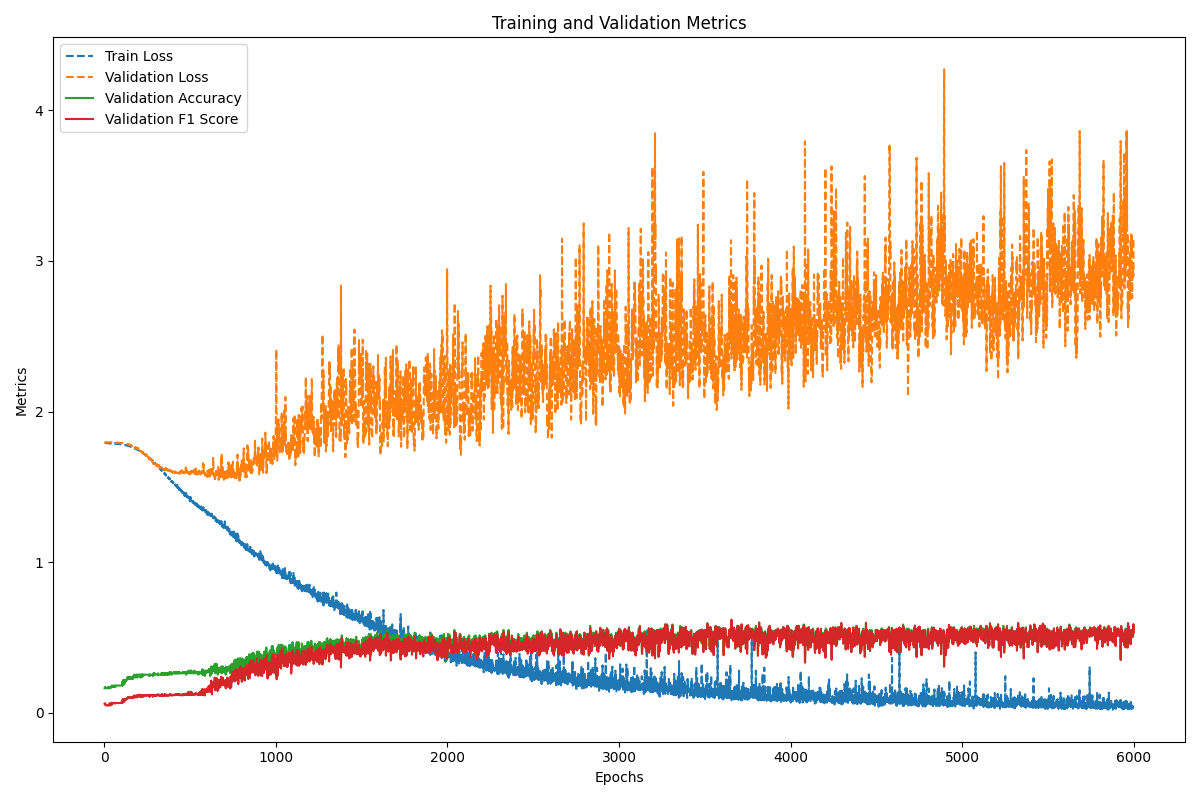 Training and Validation Metrics
Train Loss
Validation Loss
Validation Accuracy
Validation F1 Score
4
3
2
1
0
Metrics
0 1000 2000 3000 4000 5000 6000
Epochs